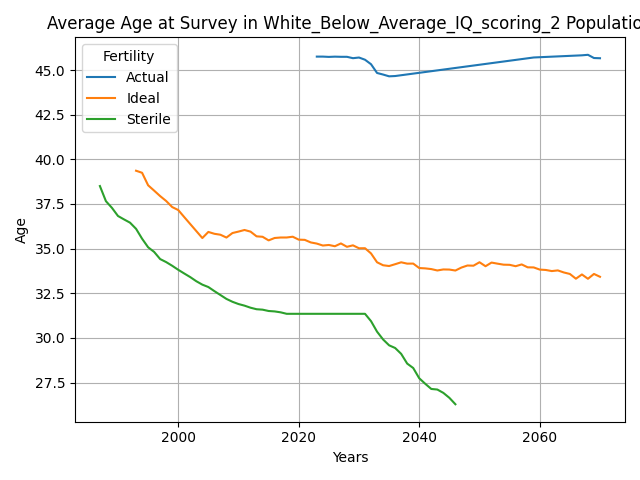 Average Age at Survey in White_Below_Average_IQ_scoring_2 Populatio
Fertility
Actual
Ideal
Sterile
45.0
42.5
40.0
37.5
35.0
32.5
30.0
27.5
Age
2000
2020
2040
2060
Years